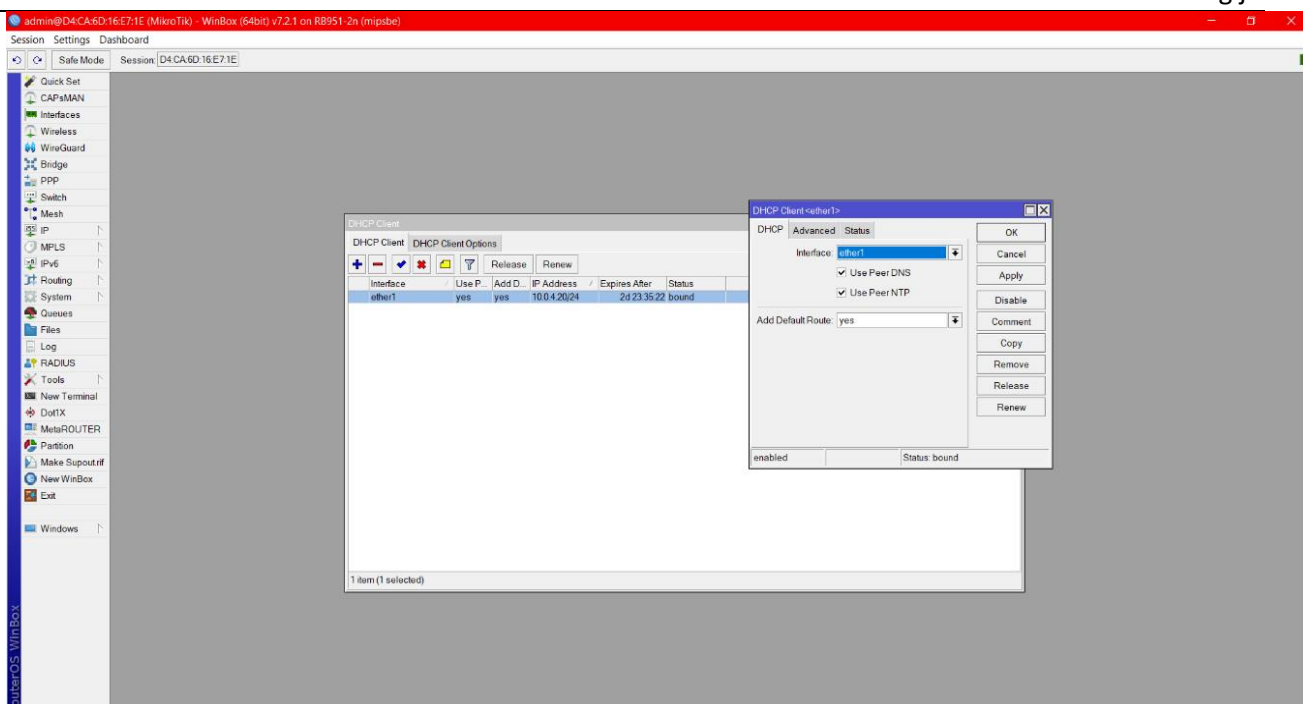 admin@D4:CA:6D:16:E7:1E (MikroTik) - WinBox (64bit) v7.2.1 on RB951-2n (mipsbe)
Session Settings Dashboard
Safe Mode Session: D4:CA:6D:16:E7:1E
Quick Set
CAPsMAN
Interfaces
Wireless
WireGuard
Bridge
PPP
Switch
Mesh
IP
MPLS
IPv6
Routing
System
Queues
Files
Log
RADIUS
Tools
New Terminal
Dot1X
MetaROUTER
Partition
Make Supout.rif
New WinBox
Exit
Windows
DHCP Client
DHCP Client DHCP Client Options
Release Renew
Interface Use P... Add D... IP Address Expires After Status
ether1 yes yes 10.0.4.20/24 2d 23:35:22 bound
1 item (1 selected)
DHCP Client <ether1>
DHCP Advanced Status
Interface: ether1
Use Peer DNS
Use Peer NTP
Add Default Route: yes
OK
Cancel
Apply
Disable
Comment
Copy
Remove
Release
Renew
enabled Status: bound
outerOS WinBox